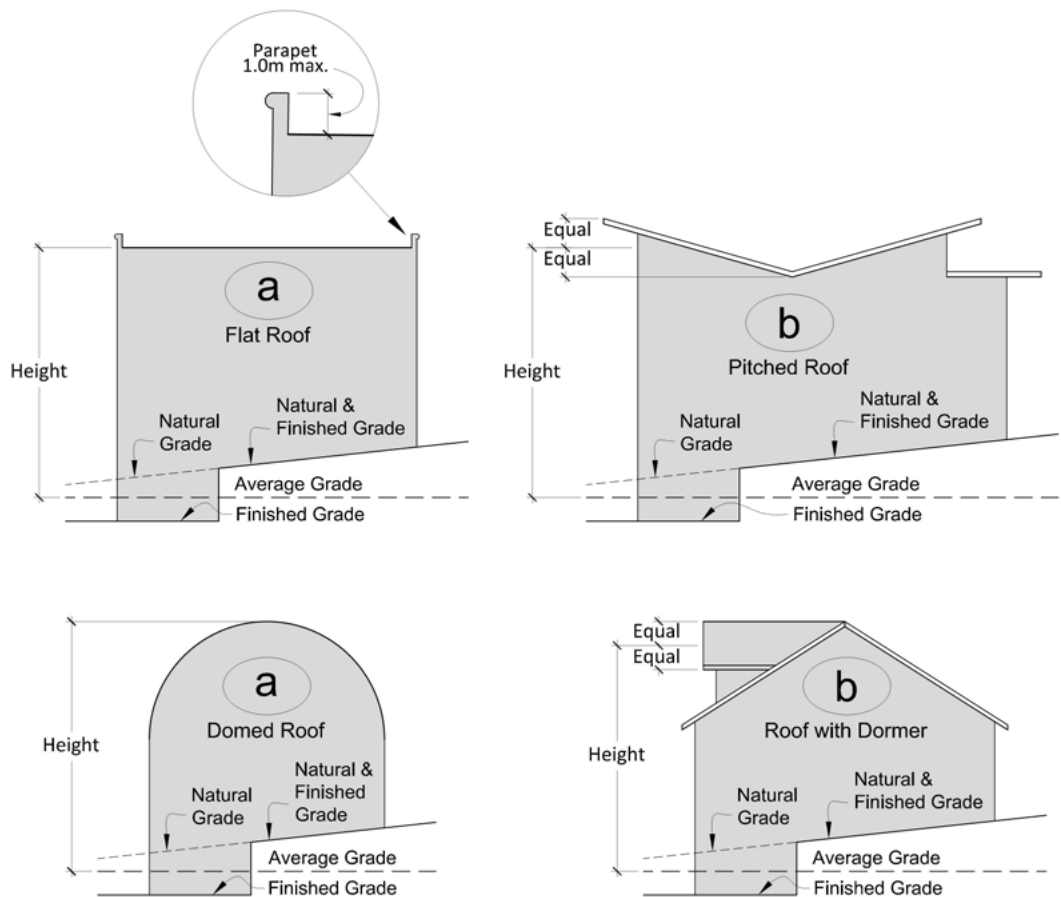 Parapet
1.0m max.
a
Flat Roof
Height
Natural
Grade
Natural &
Finished Grade
Average Grade
Finished Grade
Equal
Equal
b
Pitched Roof
Height
Natural
Grade
Natural &
Finished Grade
Average Grade
Finished Grade
a
Domed Roof
Height
Natural
Grade
Natural &
Finished
Grade
Average Grade
Finished Grade
Equal
Equal
b
Roof with Dormer
Height
Natural
Grade
Natural &
Finished Grade
Average Grade
Finished Grade